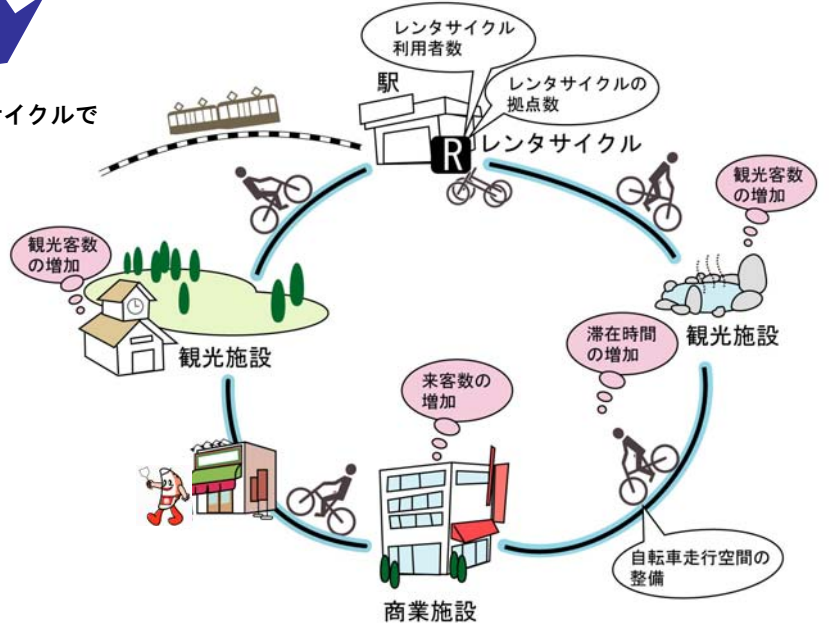 レンタサイクル
利用者数
駅
レンタサイクルの
拠点数
サイクルで
R
レンタサイクル
観光客数
の増加
観光客数
の増加
観光施設
観光施設
滞在時間
の増加
来客数の
増加
自転車走行空間の
整備
商業施設